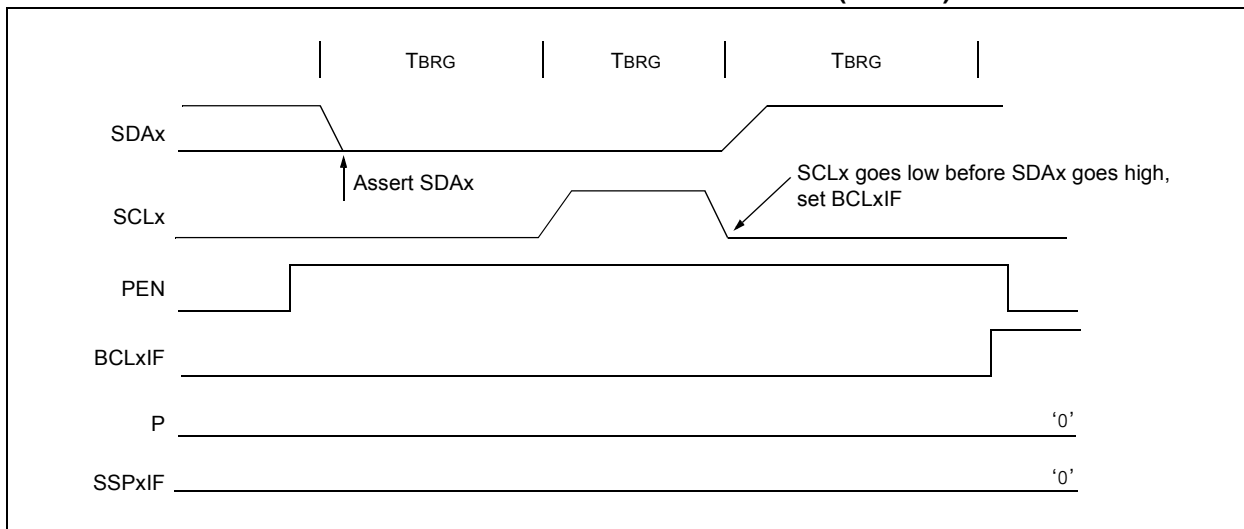 TBRG TBRG TBRG
SDAx
Assert SDAx
SCLx goes low before SDAx goes high,
set BCLxIF
SCLx
PEN
BCLxIF
P '0'
SSPxIF '0'